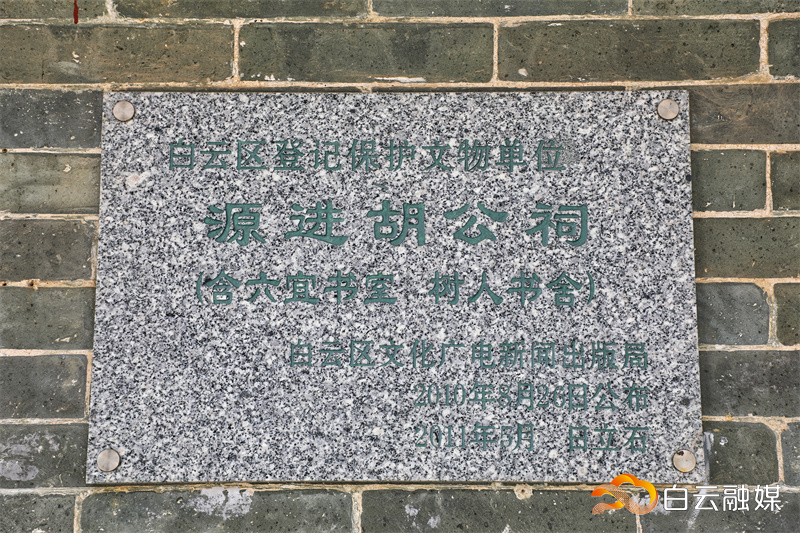 白云区登记保护文物单位
源进胡公祠
(含六宜书室 树人书舍)
白云区文化广电新闻出版局
2010年8月26日公布
2011年5月 日立石
白云融媒